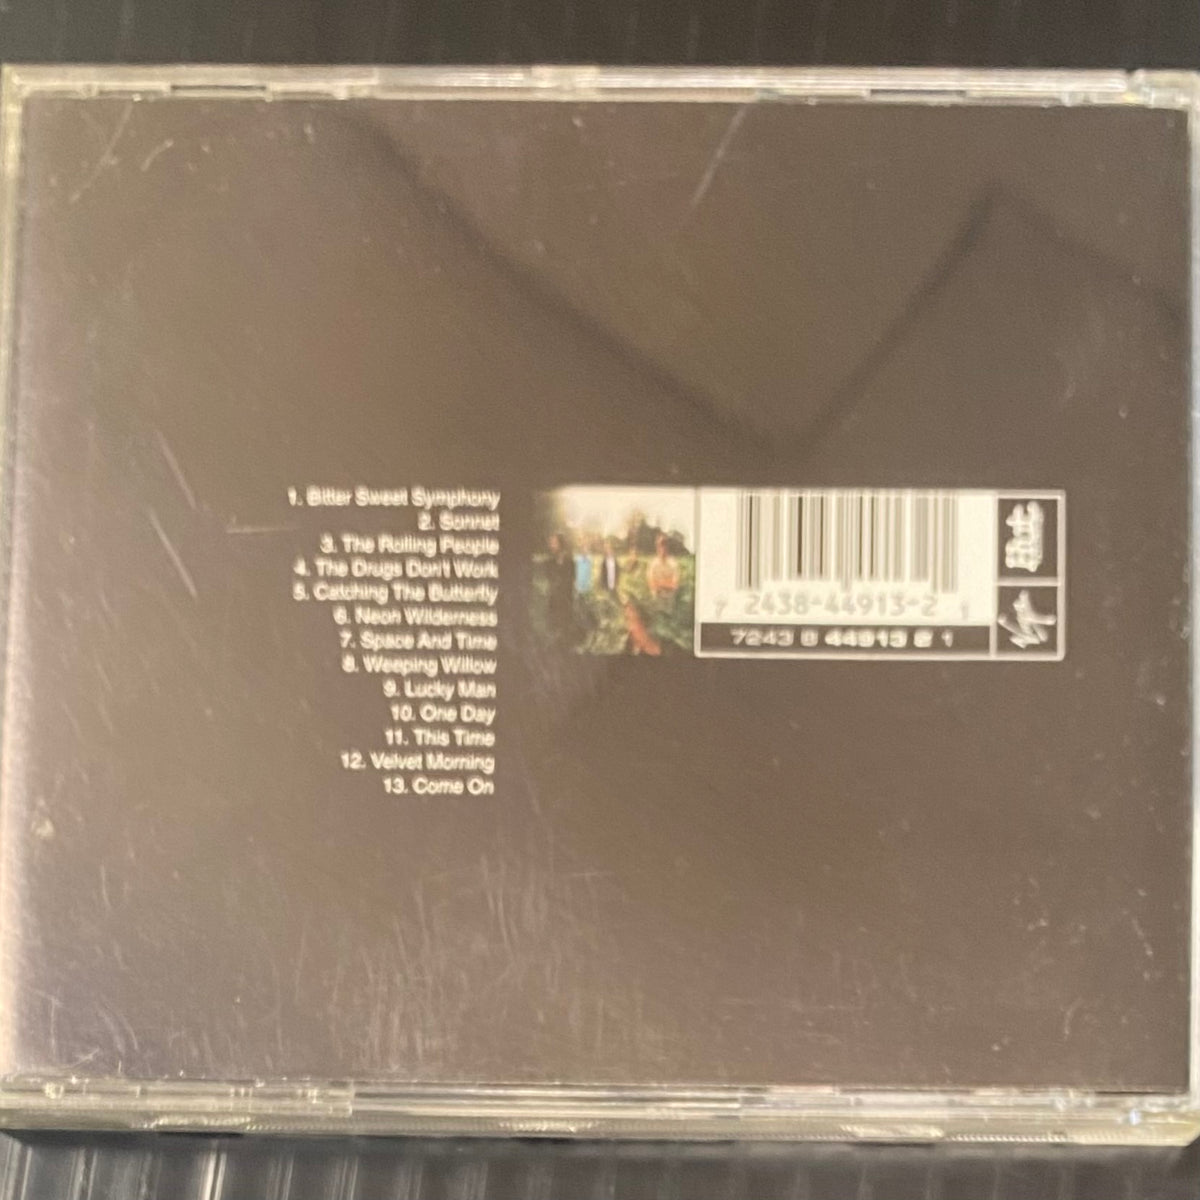 1. Bitter Sweet Symphony
2. Sonnet
3. The Rolling People
4. The Drugs Don't Work
5. Catching The Butterfly
6. Neon Wilderness
7. Space And Time
8. Weeping Willow
9. Lucky Man
10. One Day
11. This Time
12. Velvet Morning
13. Come On
7 2438-44913-2 1
7243 8 44913 2 1
Hut
Virgin